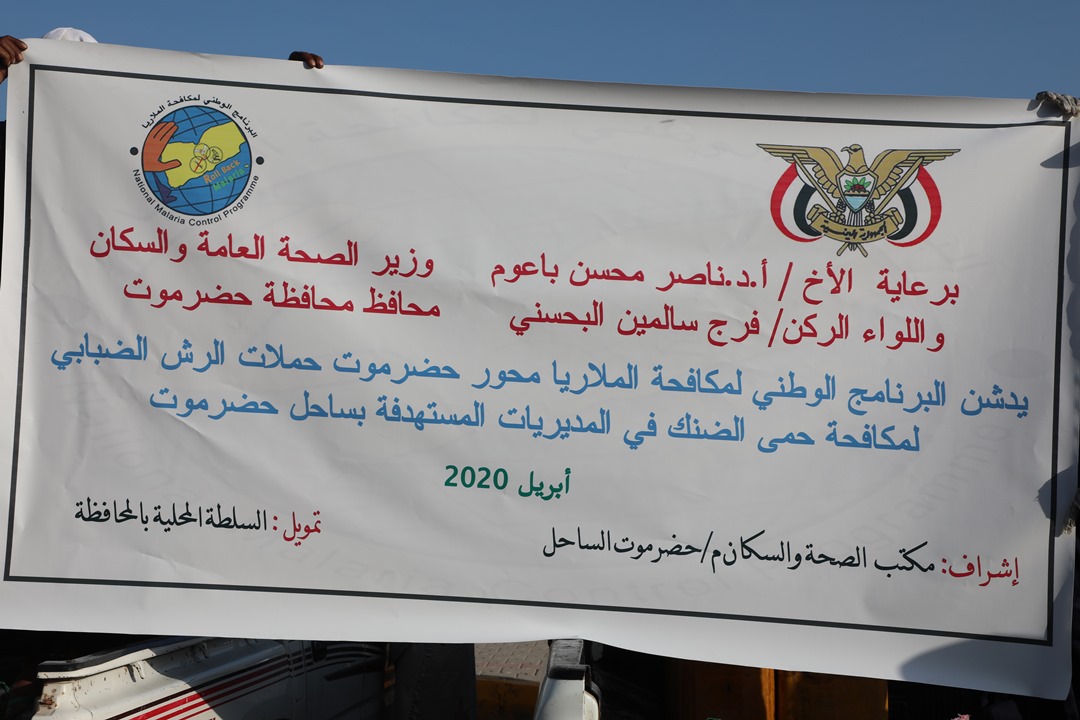 البرنامج الوطني لمكافحة الملاريا
Roll Back
Malaria
National Malaria Control Programme
الجمهورية اليمنية
برعاية الأخ / أ.د.ناصر محسن باعوم وزير الصحة العامة والسكان
واللواء الركن/ فرج سالمين البحسني محافظ محافظة حضرموت
يدشن البرنامج الوطني لمكافحة الملاريا محور حضرموت حملات الرش الضبابي
لمكافحة حمى الضنك في المديريات المستهدفة بساحل حضرموت
أبريل 2020
إشراف: مكتب الصحة والسكان م/حضرموت الساحل
تمويل : السلطة المحلية بالمحافظة